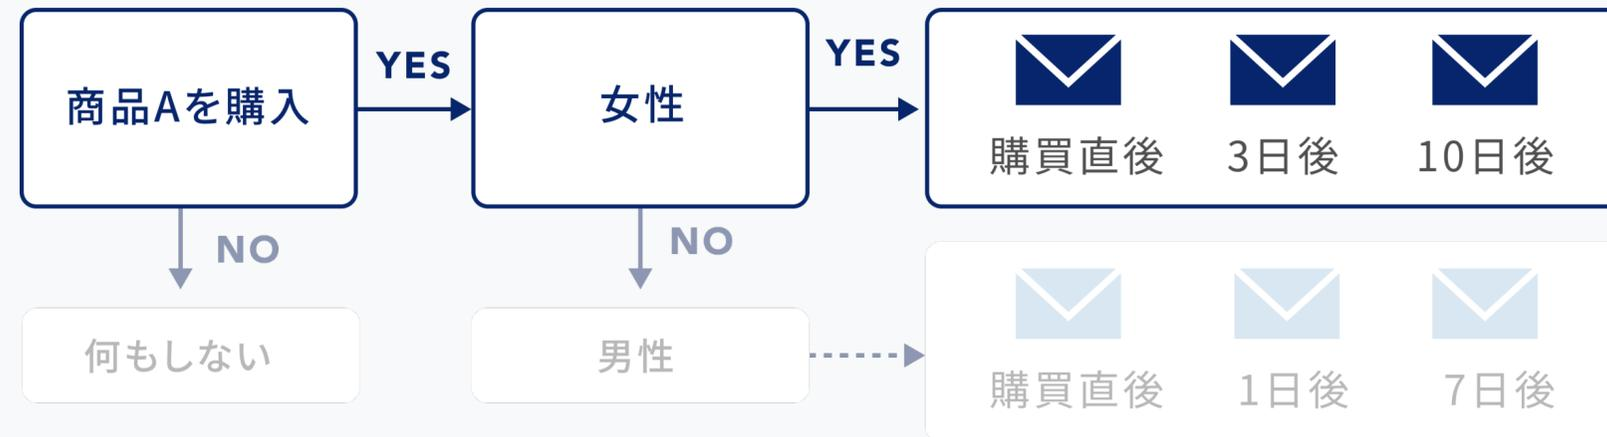 商品Aを購入
YES
女性
YES
購買直後
3日後
10日後
NO
NO
何もしない
男性
購買直後
1日後
7日後